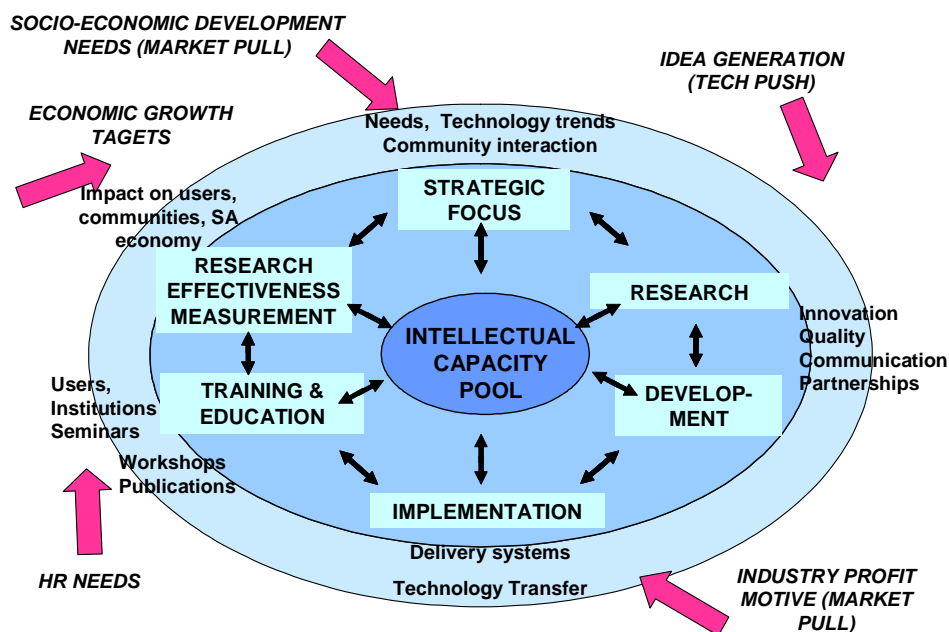 SOCIO-ECONOMIC DEVELOPMENT
NEEDS (MARKET PULL)
IDEA GENERATION
(TECH PUSH)
ECONOMIC GROWTH
TAGETS
Needs, Technology trends
Community interaction
STRATEGIC
FOCUS
Impact on users,
communities, SA
economy
RESEARCH
EFFECTIVENESS
MEASUREMENT
RESEARCH
Innovation
Quality
Communication
Partnerships
INTELLECTUAL
CAPACITY
POOL
Users,
Institutions
Seminars
TRAINING &
EDUCATION
DEVELOP-
MENT
Workshops
Publications
IMPLEMENTATION
Delivery systems
Technology Transfer
HR NEEDS
INDUSTRY PROFIT
MOTIVE (MARKET
PULL)